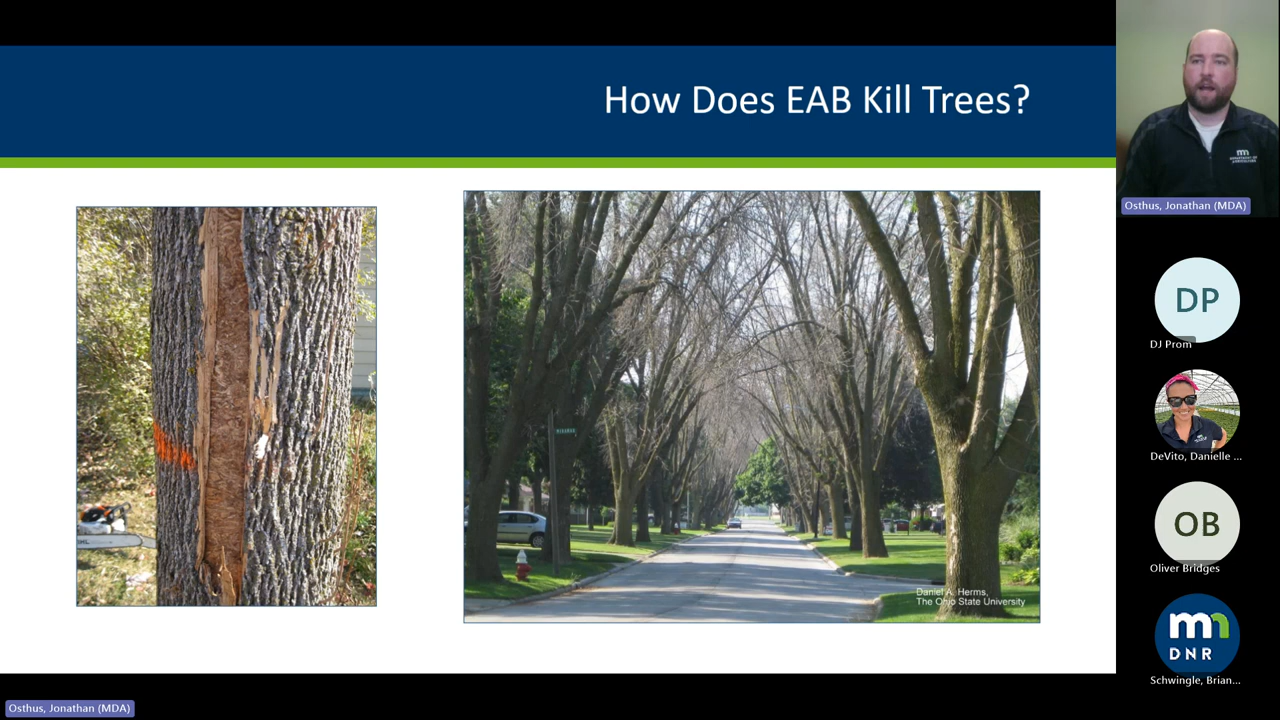 How Does EAB Kill Trees?
Daniel A. Herms,
The Ohio State University
Osthus, Jonathan (MDA)
DP
DJ Prom
DeVito, Danielle ...
OB
Oliver Bridges
mn
DNR
Schwingle, Brian...
Osthus, Jonathan (MDA)